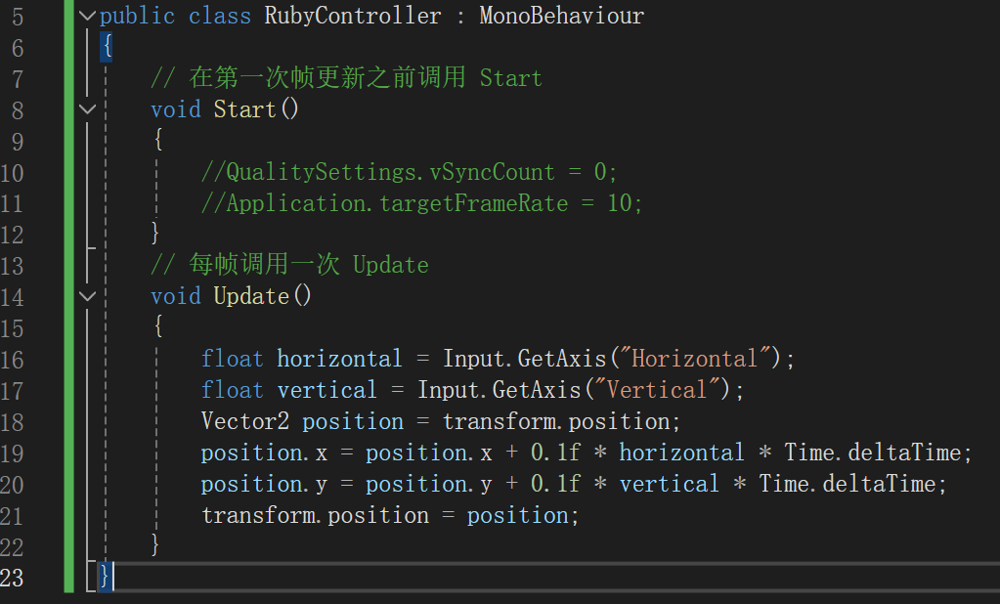 5 public class RubyController : MonoBehaviour
6 {
7 // 在第一次帧更新之前调用 Start
8 void Start()
9 {
10 //QualitySettings.vSyncCount = 0;
11 //Application.targetFrameRate = 10;
12 }
13 // 每帧调用一次 Update
14 void Update()
15 {
16 float horizontal = Input.GetAxis("Horizontal");
17 float vertical = Input.GetAxis("Vertical");
18 Vector2 position = transform.position;
19 position.x = position.x + 0.1f * horizontal * Time.deltaTime;
20 position.y = position.y + 0.1f * vertical * Time.deltaTime;
21 transform.position = position;
22 }
23 }